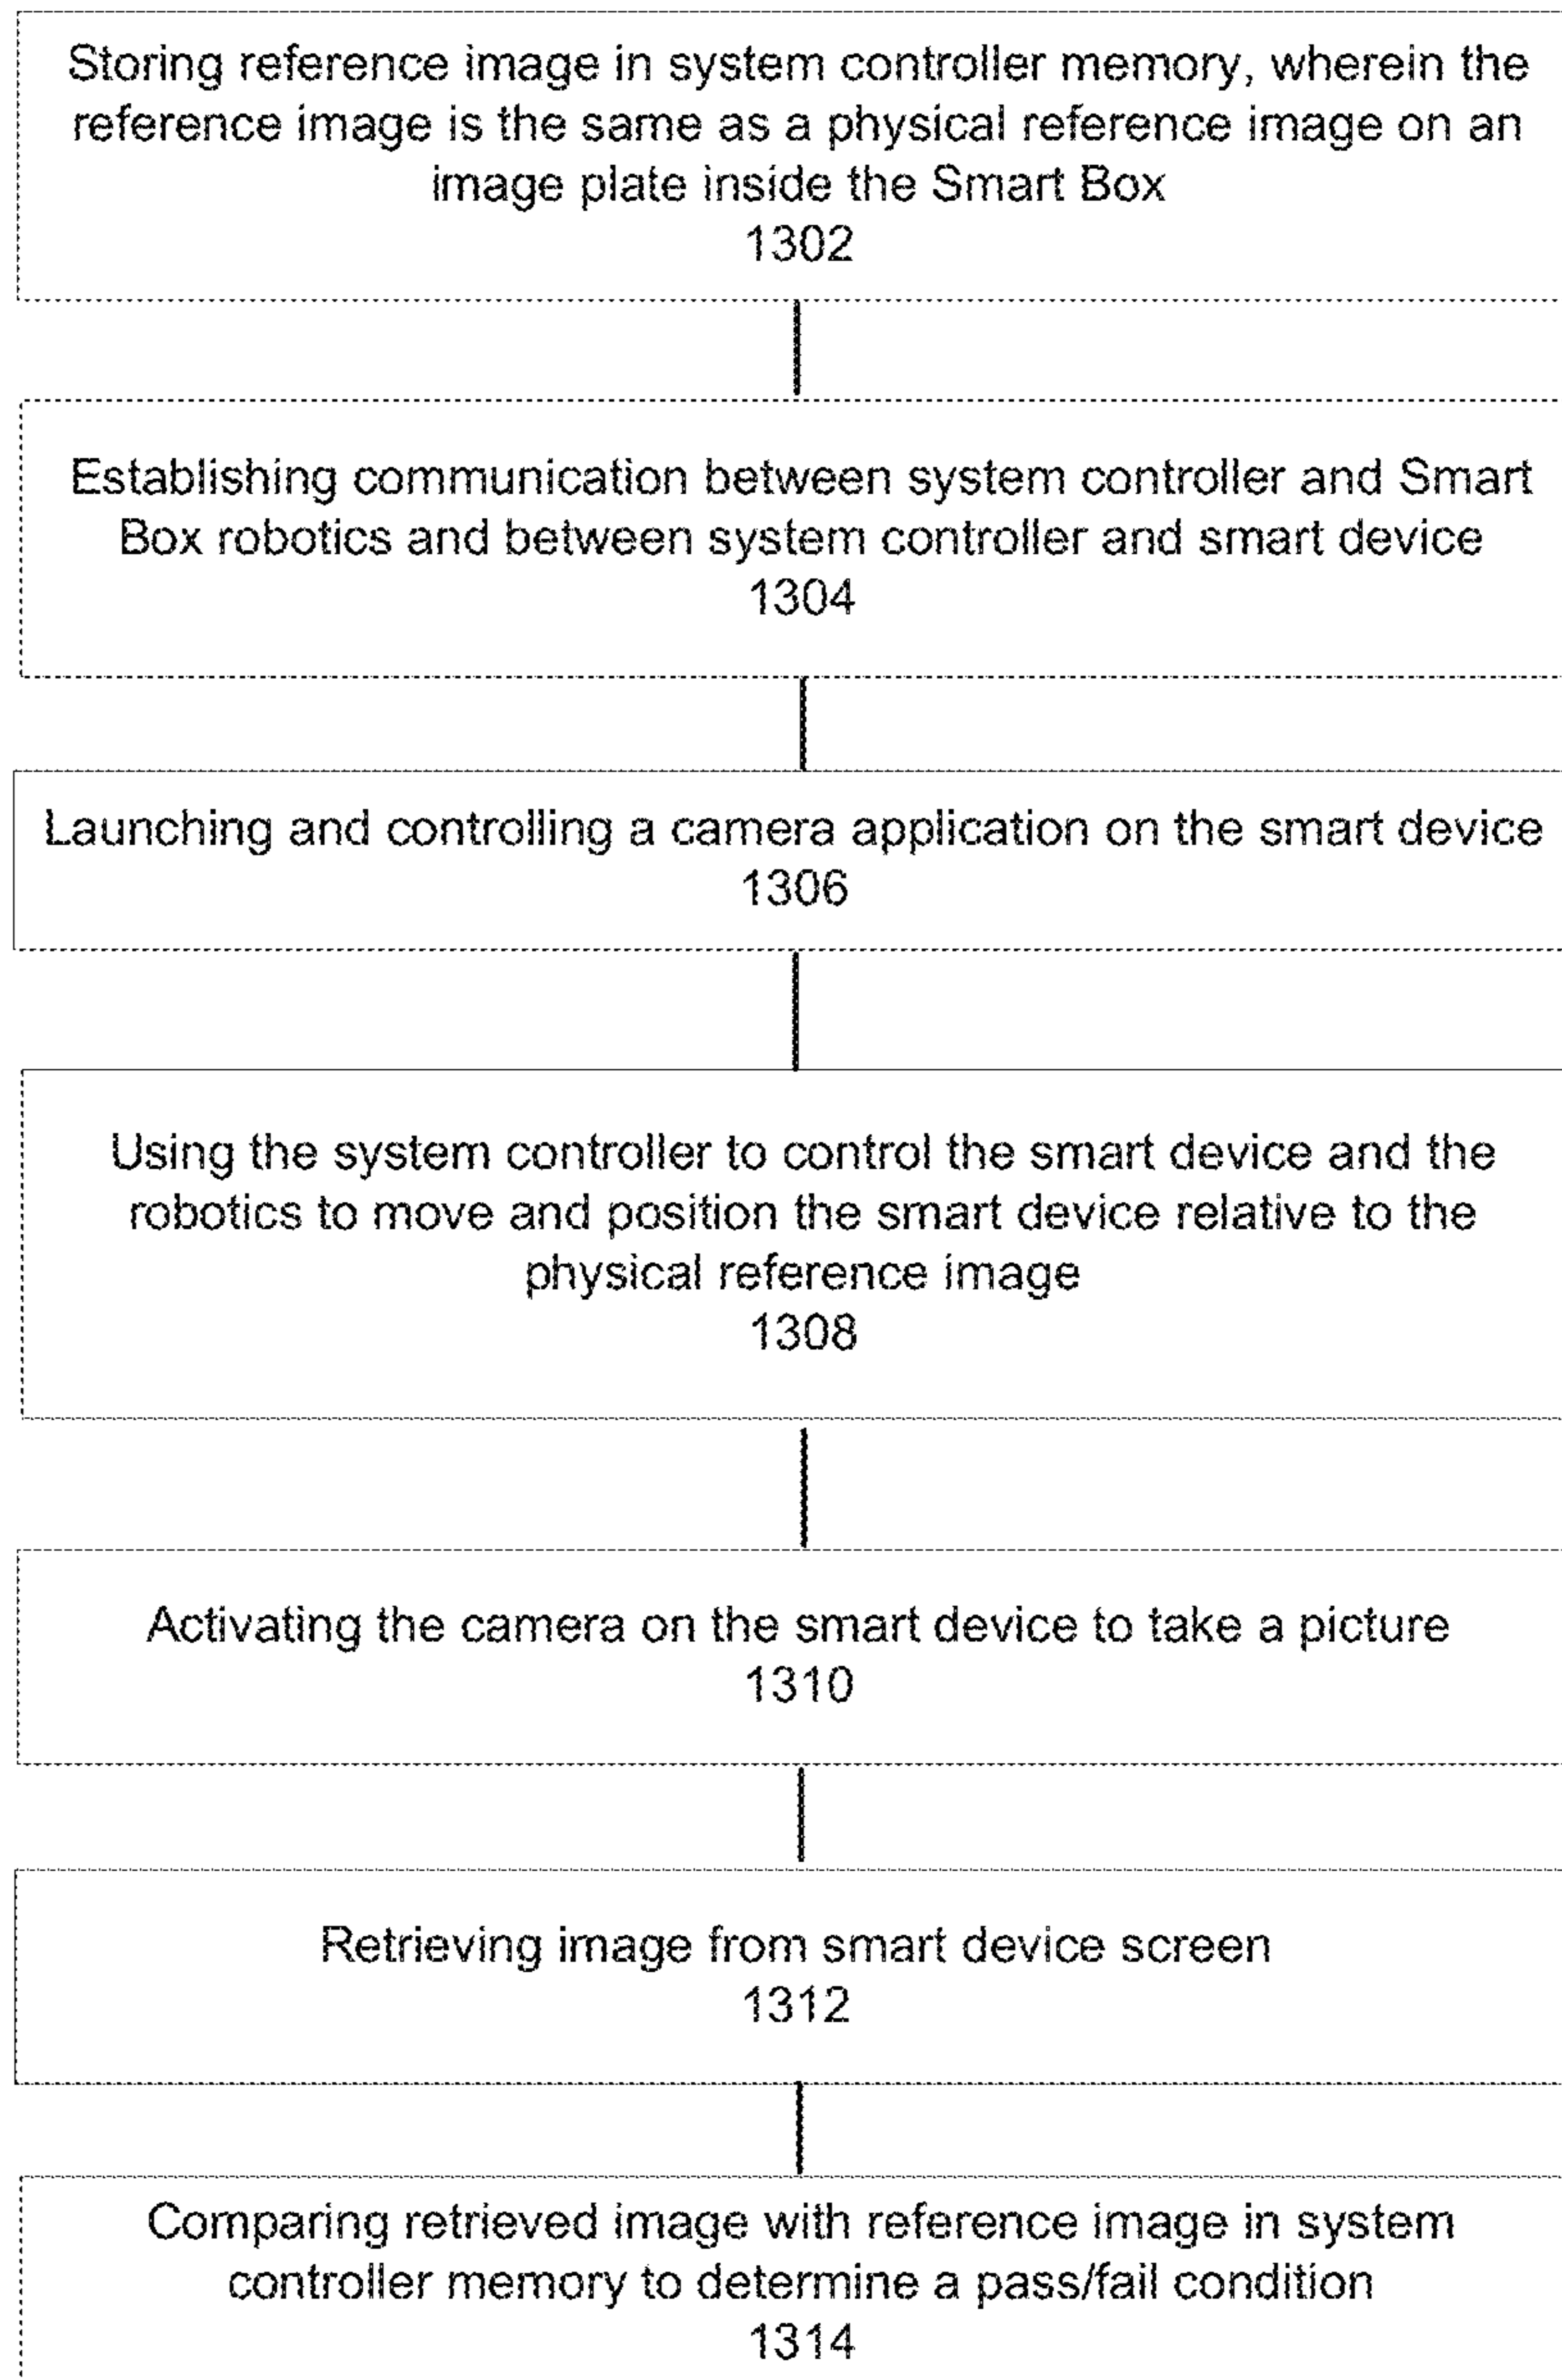 Storing reference image in system controller memory, wherein the
reference image is the same as a physical reference image on an
image plate inside the Smart Box
1302
Establishing communication between system controller and Smart
Box robotics and between system controller and smart device
1304
Launching and controlling a camera application on the smart device
1306
Using the system controller to control the smart device and the
robotics to move and position the smart device relative to the
physical reference image
1308
Activating the camera on the smart device to take a picture
1310
Retrieving image from smart device screen
1312
Comparing retrieved image with reference image in system
controller memory to determine a pass/fail condition
1314